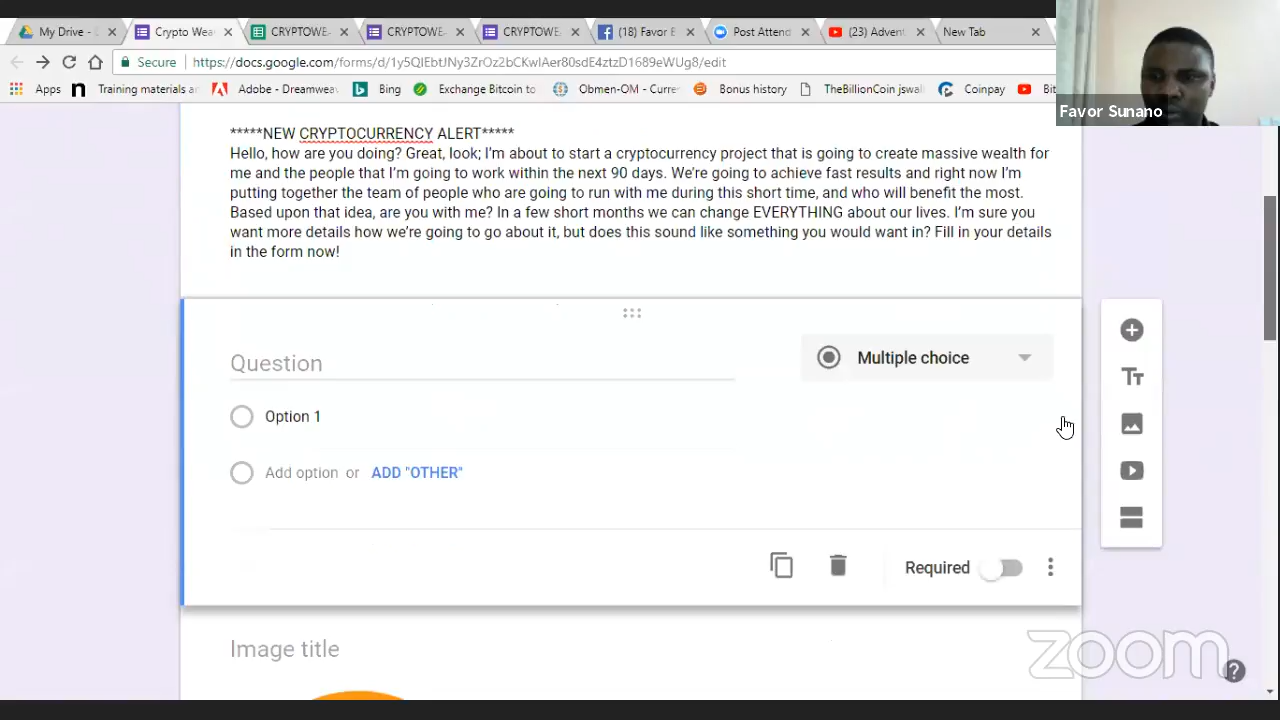 My Drive -
Crypto Wea
CRYPTOWE-
CRYPTOWE-
CRYPTOWE-
(18) Favor E
Post Attend
(23) Advent
New Tab
Secure
https://docs.google.com/forms/d/1y5QIEbtJNy3ZrOz2bCKwIAer80sdE4ztzD1689eWUg8/edit
Apps
Training materials a
Adobe - Dreamweav
Bing
Exchange Bitcoin to
Obmen-OM - Curre
Bonus history
TheBillionCoin jswal
Coinpay
Bit
Favor Sunano
*****NEW CRYPTOCURRENCY ALERT*****
Hello, how are you doing? Great, look; I'm about to start a cryptocurrency project that is going to create massive wealth for
me and the people that I'm going to work within the next 90 days. We're going to achieve fast results and right now I'm
putting together the team of people who are going to run with me during this short time, and who will benefit the most.
Based upon that idea, are you with me? In a few short months we can change EVERYTHING about our lives. I'm sure you
want more details how we're going to go about it, but does this sound like something you would want in? Fill in your details
in the form now!
Question
Multiple choice
Option 1
Add option or ADD "OTHER"
Required
Image title
zoom